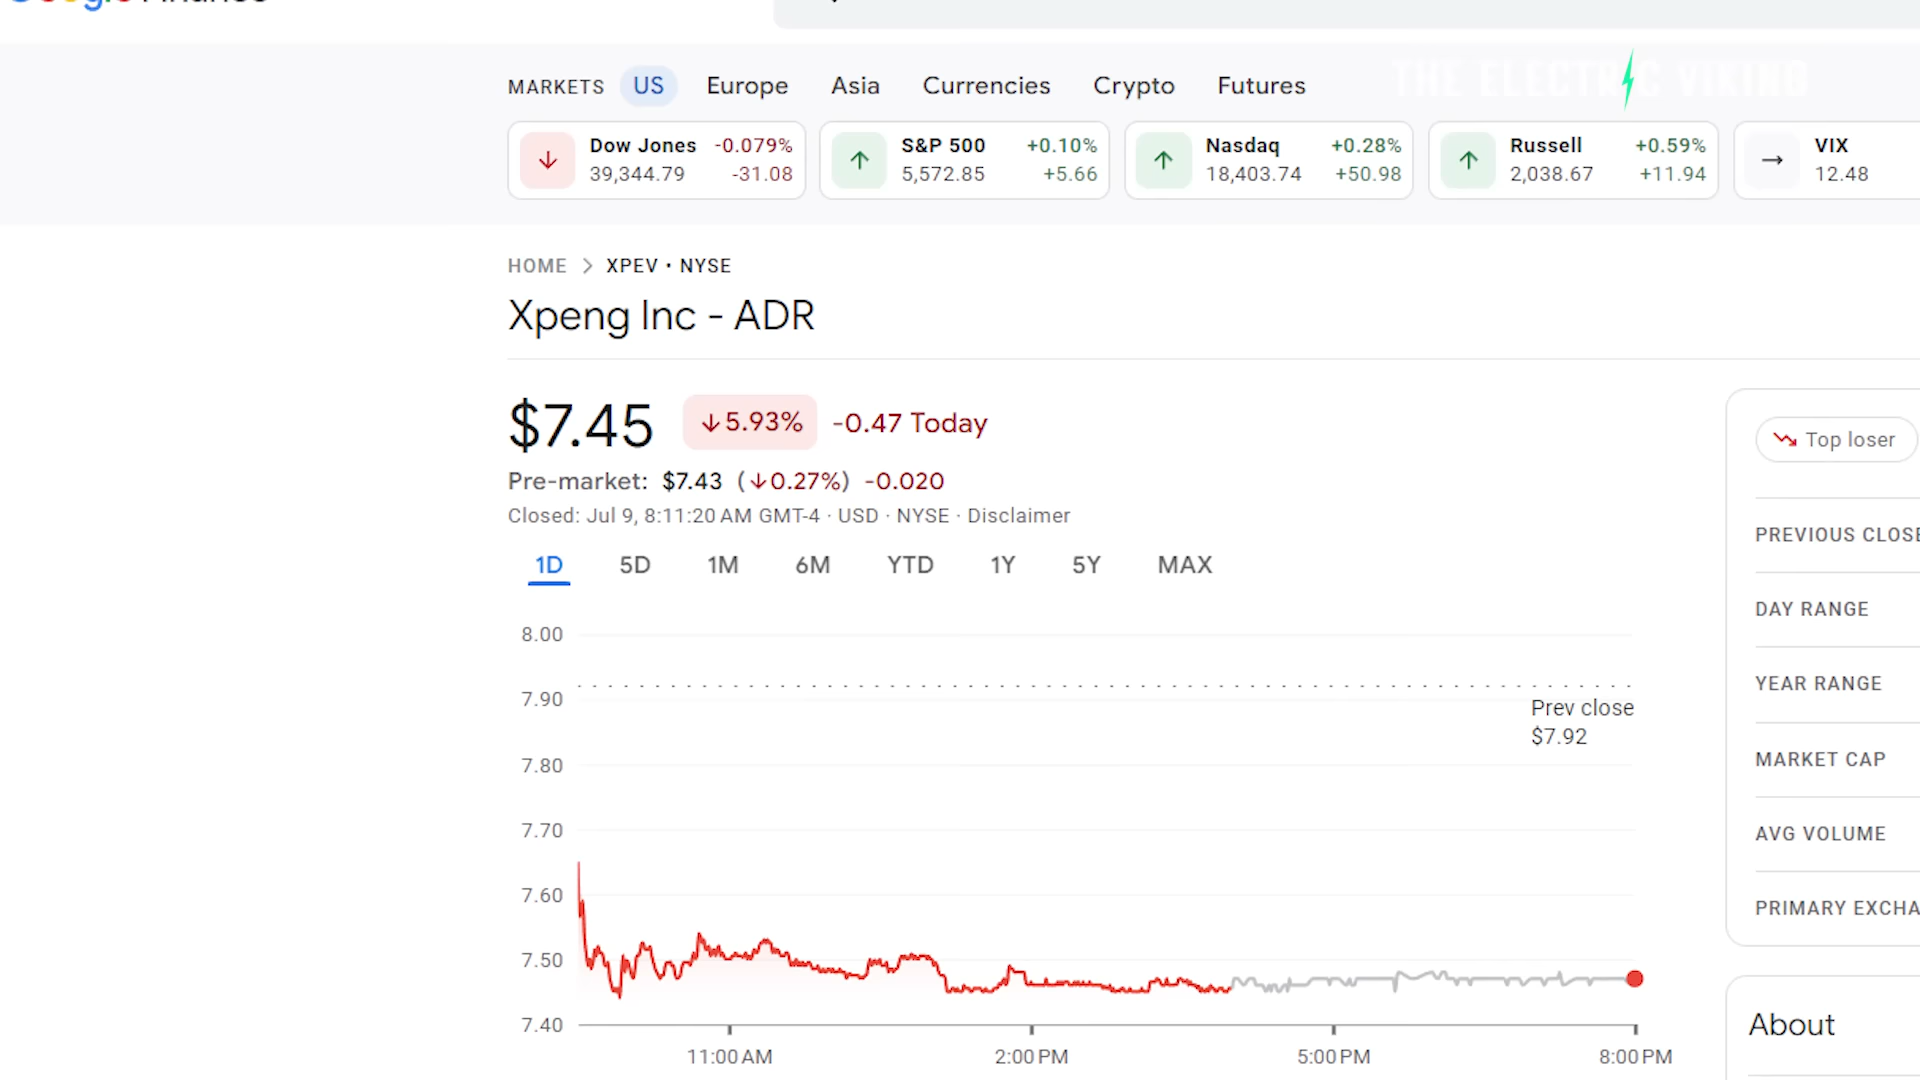 MARKETS US Europe Asia Currencies Crypto Futures
THE ELECTRIC VIKING
Dow Jones -0.079% S&P 500 +0.10% Nasdaq +0.28% Russell +0.59% VIX
39,344.79 -31.08 5,572.85 +5.66 18,403.74 +50.98 2,038.67 +11.94 12.48
HOME > XPEV • NYSE
Xpeng Inc - ADR
$7.45 ↓5.93% -0.47 Today
Pre-market: $7.43 (↓0.27%) -0.020
Closed: Jul 9, 8:11:20 AM GMT-4 · USD · NYSE · Disclaimer
1D 5D 1M 6M YTD 1Y 5Y MAX
8.00
7.90
Prev close
$7.92
7.80
7.70
7.60
7.50
7.40
11:00 AM 2:00 PM 5:00 PM 8:00 PM
Top loser
PREVIOUS CLOSE
DAY RANGE
YEAR RANGE
MARKET CAP
AVG VOLUME
PRIMARY EXCHA
About